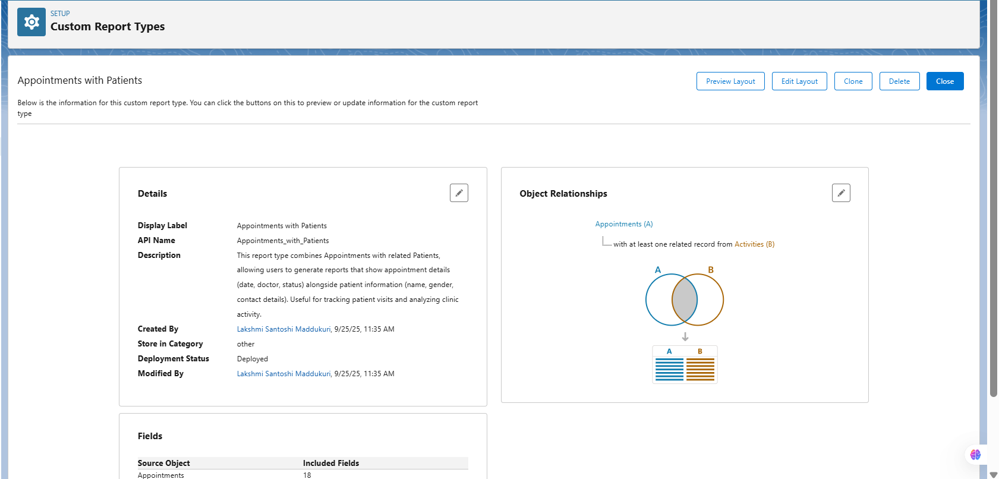 SETUP
Custom Report Types
Appointments with Patients
Preview Layout
Edit Layout
Clone
Delete
Close
Below is the information for this custom report type. You can click the buttons on this to preview or update information for the custom report
type
Details
Display Label Appointments with Patients
API Name Appointments_with_Patients
Description This report type combines Appointments with related Patients,
allowing users to generate reports that show appointment details
(date, doctor, status) alongside patient information (name, gender,
contact details). Useful for tracking patient visits and analyzing clinic
activity.
Created By Lakshmi Santoshi Maddukuri, 9/25/25, 11:35 AM
Store in Category other
Deployment Status Deployed
Modified By Lakshmi Santoshi Maddukuri, 9/25/25, 11:35 AM
Object Relationships
Appointments (A)
with at least one related record from Activities (B)
A B
A B
Fields
Source Object Included Fields
Appointments 18